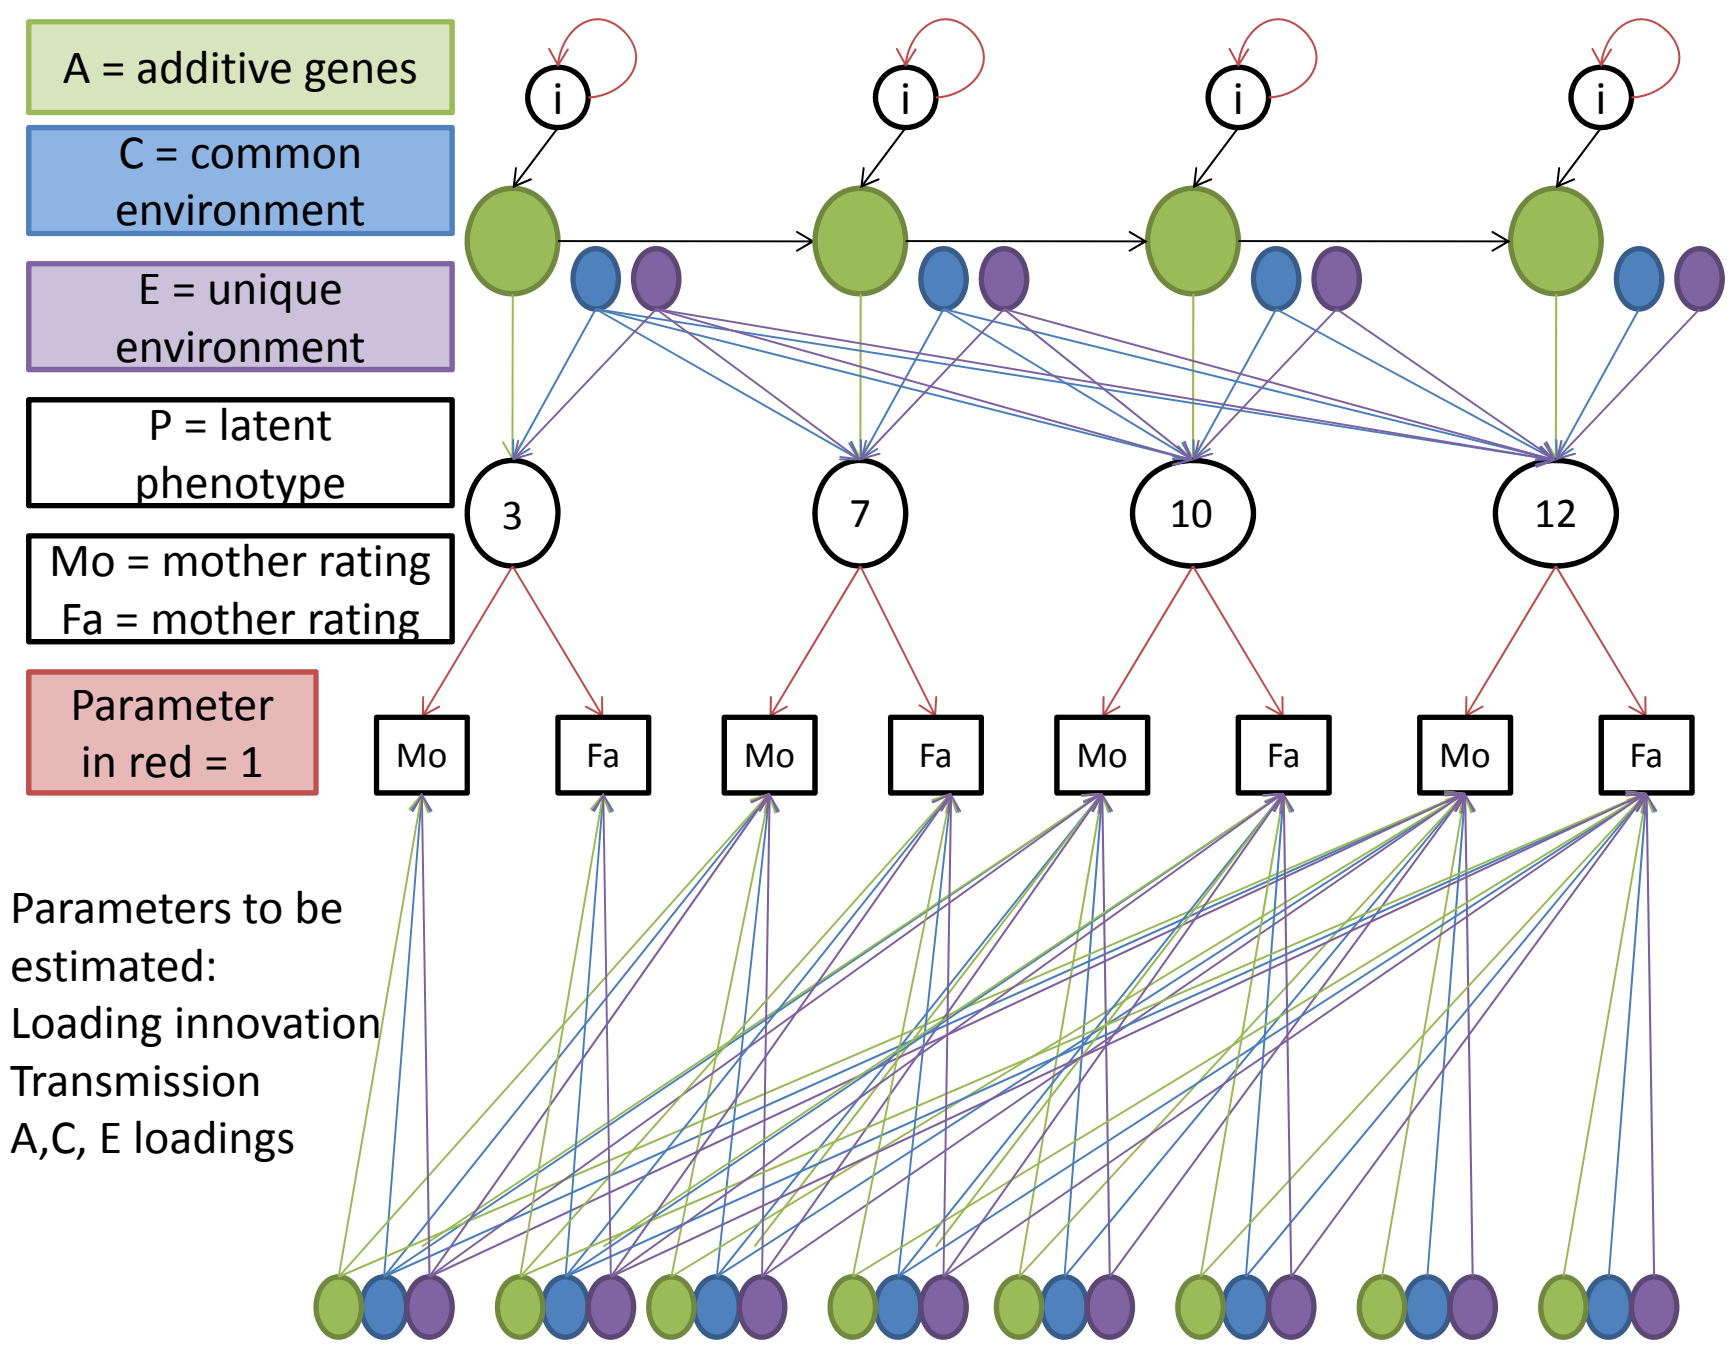 A = additive genes
C = common
environment
E = unique
environment
P = latent
phenotype
Mo = mother rating
Fa = mother rating
Parameter
in red = 1
Parameters to be
estimated:
Loading innovation
Transmission
A,C, E loadings
i
i
i
i
3
7
10
12
Mo
Fa
Mo
Fa
Mo
Fa
Mo
Fa